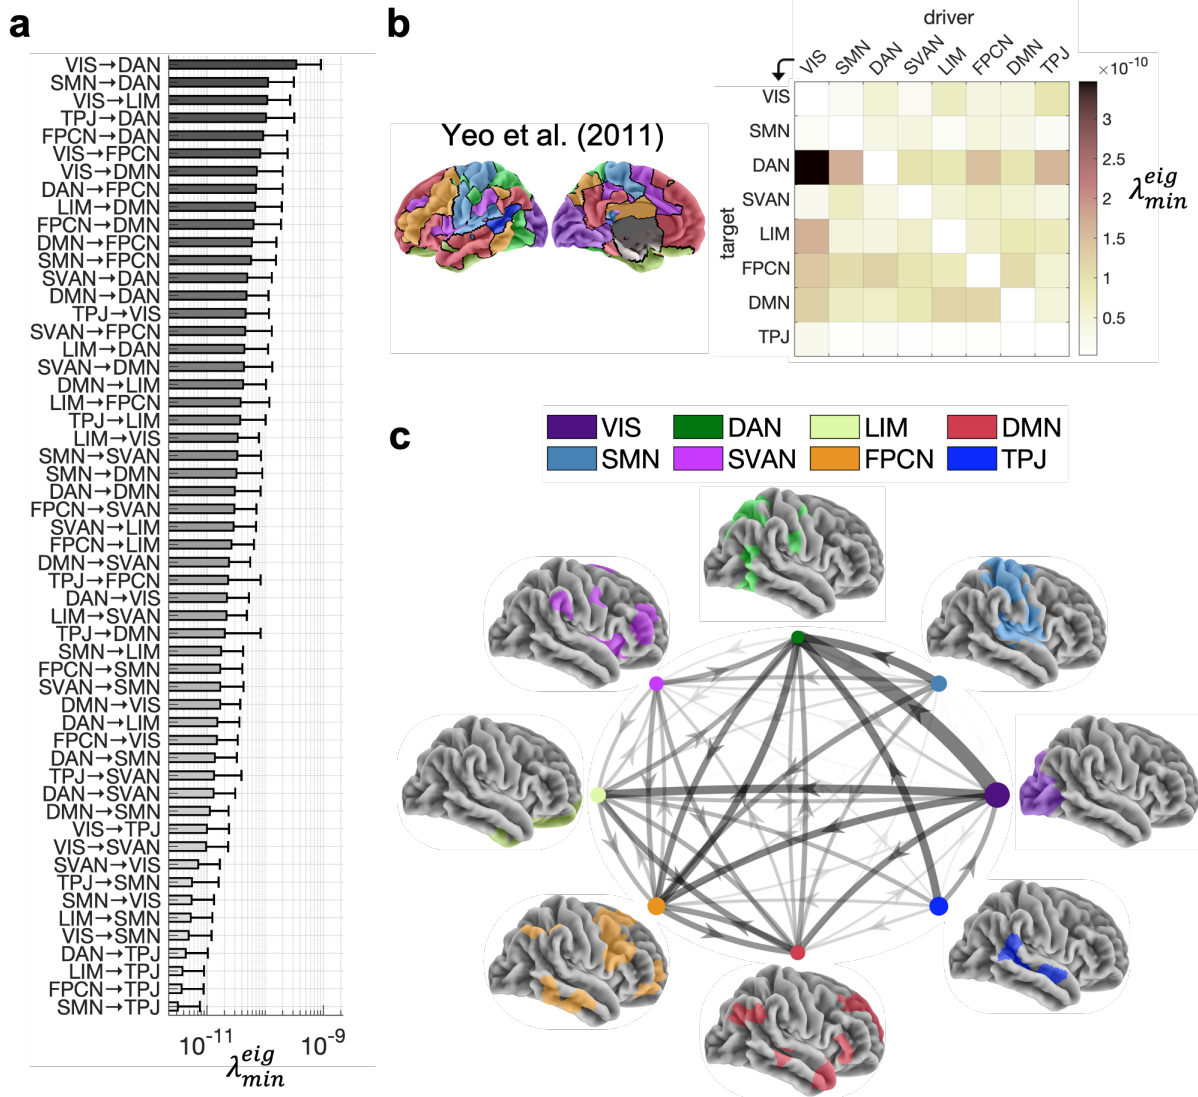 a
VIS→DAN
SMN→DAN
VIS→LIM
TPJ→DAN
FPCN→DAN
VIS→FPCN
VIS→DMN
DAN→FPCN
LIM→DMN
FPCN→DMN
DMN→FPCN
SMN→FPCN
SVAN→DAN
DMN→DAN
TPJ→VIS
SVAN→FPCN
LIM→DAN
SVAN→DMN
DMN→LIM
LIM→FPCN
TPJ→LIM
LIM→VIS
SMN→SVAN
SMN→DMN
DAN→DMN
FPCN→SVAN
SVAN→LIM
FPCN→LIM
DMN→SVAN
TPJ→FPCN
DAN→VIS
LIM→SVAN
TPJ→DMN
SMN→LIM
FPCN→SMN
SVAN→SMN
DMN→VIS
DAN→LIM
FPCN→VIS
DAN→SMN
TPJ→SVAN
DAN→SVAN
DMN→SMN
VIS→TPJ
VIS→SVAN
SVAN→VIS
TPJ→SMN
SMN→VIS
LIM→SMN
VIS→SMN
DAN→TPJ
LIM→TPJ
FPCN→TPJ
SMN→TPJ
10⁻¹¹ 10⁻⁹
λ_min^eig
b
Yeo et al. (2011)
driver
VIS SMN DAN SVAN LIM FPCN DMN TPJ
target
VIS
SMN
DAN
SVAN
LIM
FPCN
DMN
TPJ
×10⁻¹⁰
3
2.5
2
1.5
1
0.5
λ_min^eig
c
VIS DAN LIM DMN
SMN SVAN FPCN TPJ